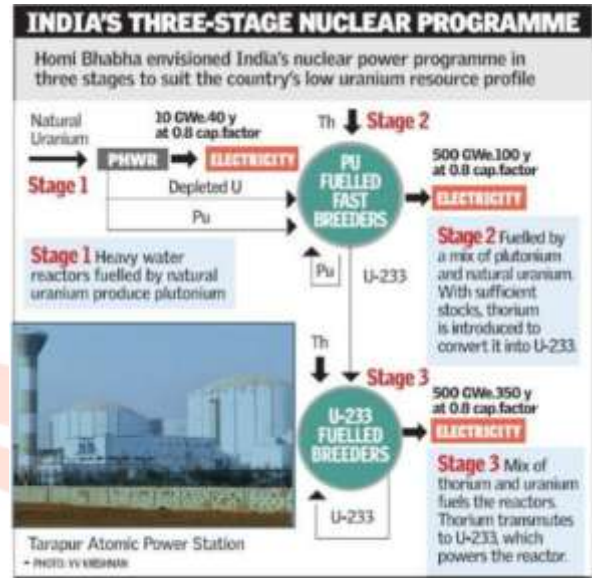 INDIA'S THREE-STAGE NUCLEAR PROGRAMME
Homi Bhabha envisioned India's nuclear power programme in
three stages to suit the country's low uranium resource profile
Natural
Uranium
10 GWe.40 y
at 0.8 cap.factor
Th
Stage 2
PHWR
ELECTRICITY
Stage 1
Depleted U
Pu
PU
FUELLED
FAST
BREEDERS
500 GWe.100 y
at 0.8 cap.factor
ELECTRICITY
Stage 1 Heavy water
reactors fuelled by natural
uranium produce plutonium
Pu
U-233
Stage 2 Fuelled by
a mix of plutonium
and natural uranium.
With sufficient
stocks, thorium
is introduced to
convert it into U-233.
Th
Stage 3
U-233
FUELLED
BREEDERS
500 GWe.350 y
at 0.8 cap.factor
ELECTRICITY
U-233
Stage 3 Mix of
thorium and uranium
fuels the reactors.
Thorium transmutes
to U-233, which
powers the reactor.
Tarapur Atomic Power Station
PHOTO: VV KRISHNAN